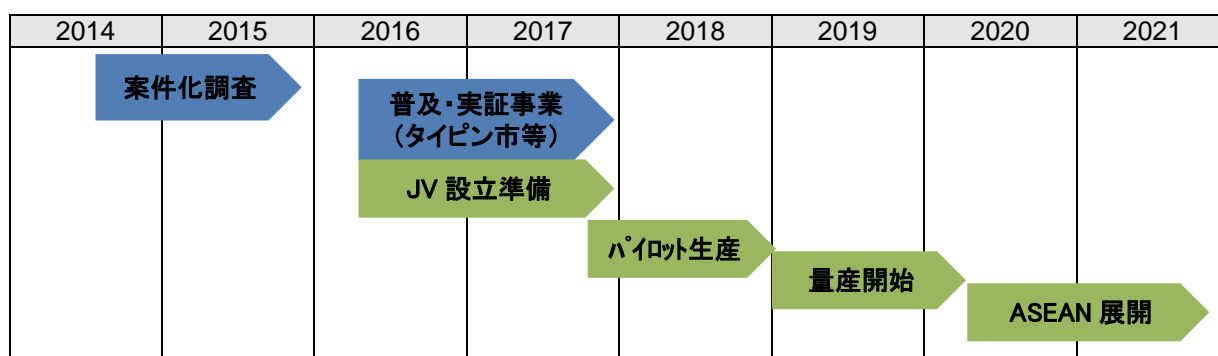 2014 2015 2016 2017 2018 2019 2020 2021
案件化調査
普及・実証事業
（タイピン市等）
JV 設立準備
ﾊﾟｲﾛｯﾄ生産
量産開始
ASEAN 展開